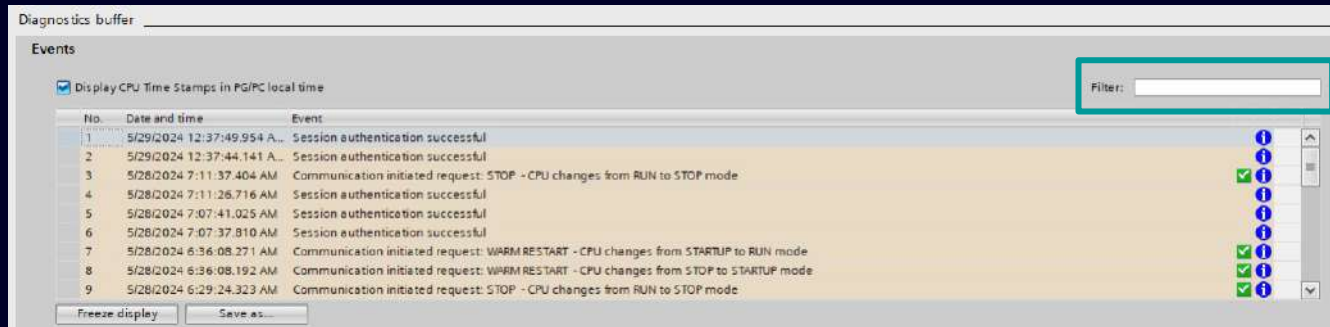 Diagnostics buffer
Events
Display CPU Time Stamps in PG/PC local time
Filter:
No. Date and time Event
1 5/29/2024 12:37:49.954 A... Session authentication successful
2 5/29/2024 12:37:44.141 A... Session authentication successful
3 5/28/2024 7:11:37.404 AM Communication initiated request: STOP - CPU changes from RUN to STOP mode
4 5/28/2024 7:11:26.716 AM Session authentication successful
5 5/28/2024 7:07:41.025 AM Session authentication successful
6 5/28/2024 7:07:37.810 AM Session authentication successful
7 5/28/2024 6:36:08.271 AM Communication initiated request: WARM RESTART - CPU changes from STARTUP to RUN mode
8 5/28/2024 6:36:08.192 AM Communication initiated request: WARM RESTART - CPU changes from STOP to STARTUP mode
9 5/28/2024 6:29:24.323 AM Communication initiated request: STOP - CPU changes from RUN to STOP mode
Freeze display Save as...